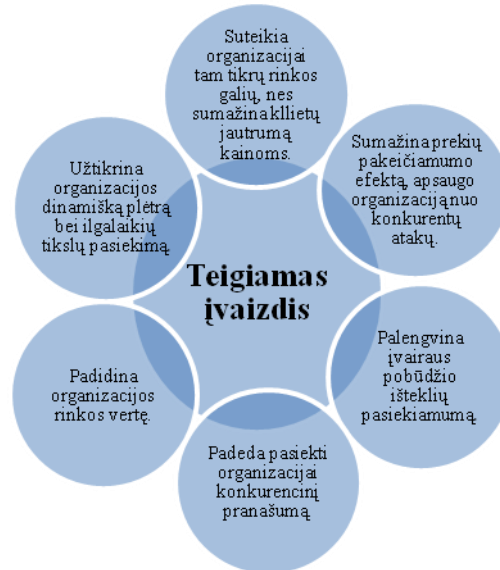 Suteikia
organizacijai
tam tikrų rinkos
galių, nes
sumažina kllietų
jautrumą
kainoms.
Sumažina prekių
pakeičiamumo
efektą, apsaugo
organizaciją nuo
konkurentų
atakų.
Palengvina
įvairaus
pobūdžio
išteklių
pasiekiamumą.
Padeda pasiekti
organizacijai
konkurencinį
pranašumą.
Padidina
organizacijos
rinkos vertę.
Užtikrina
organizacijos
dinamišką plėtrą
bei ilgalaikių
tikslų pasiekimą.
Teigiamas
įvaizdis